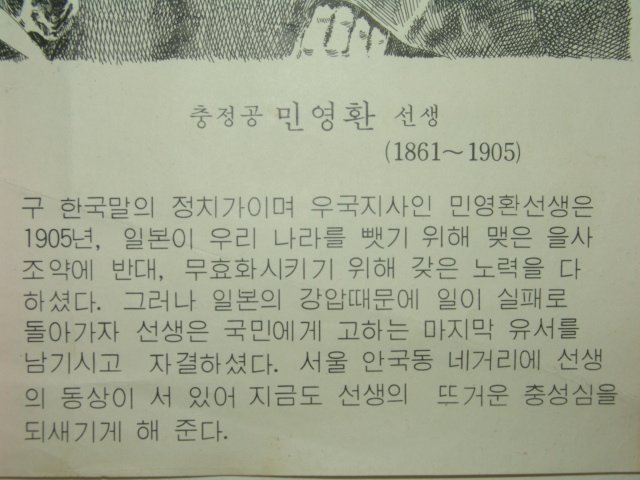 충정공 민영환 선생
(1861~1905)
구 한국말의 정치가이며 우국지사인 민영환선생은
1905년, 일본이 우리 나라를 뺏기 위해 맺은 을사
조약에 반대, 무효화시키기 위해 갖은 노력을 다
하셨다. 그러나 일본의 강압때문에 일이 실패로
돌아가자 선생은 국민에게 고하는 마지막 유서를
남기시고 자결하셨다. 서울 안국동 네거리에 선생
의 동상이 서 있어 지금도 선생의 뜨거운 충성심을
되새기게 해 준다.